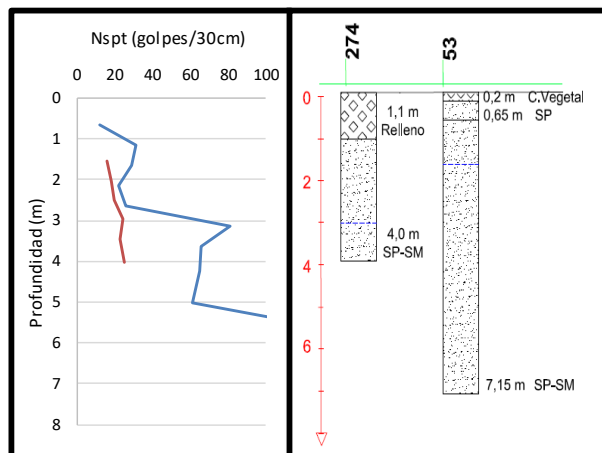 Nspt (golpes/30cm)
0 20 40 60 80 100
0
1
2
3
4
5
6
7
8
Profundidad (m)
274
53
0
2
4
6
0,2 m C.Vegetal
0,65 m SP
1,1 m
Relleno
4,0 m
SP-SM
7,15 m SP-SM